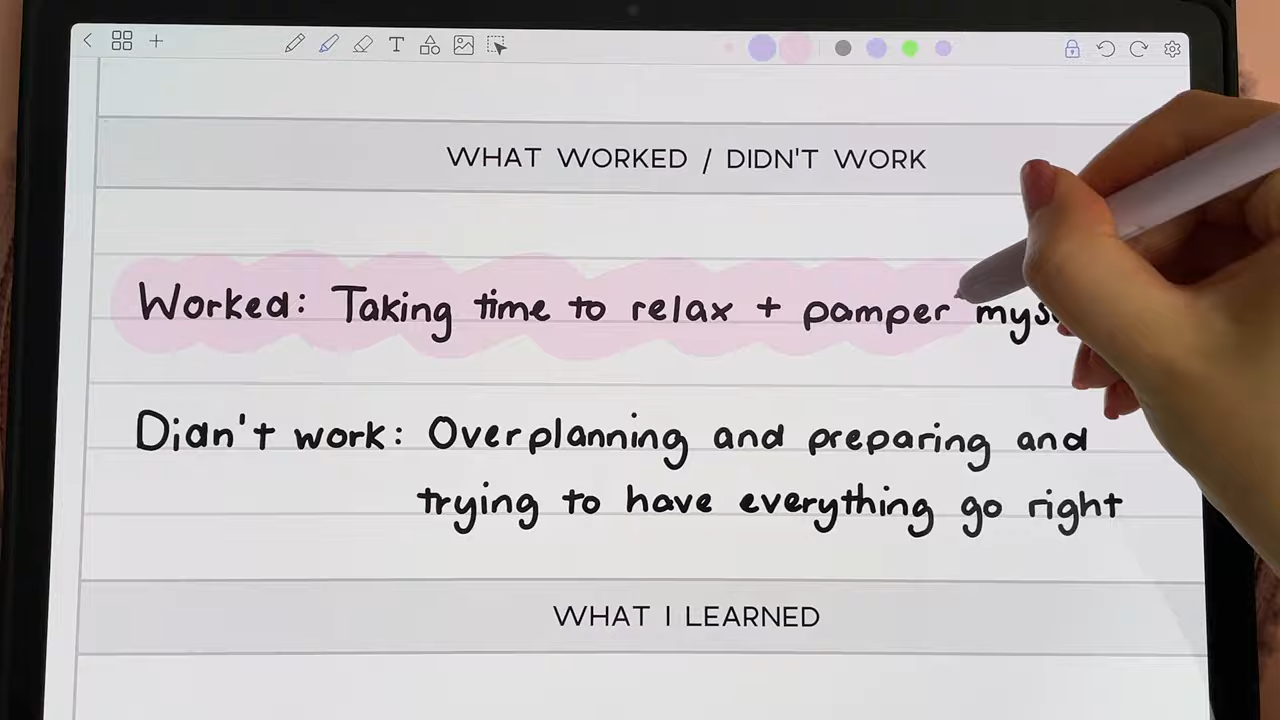 WHAT WORKED / DIDN'T WORK
Worked: Taking time to relax + pamper
Didn't work: Overplanning and preparing and
trying to have everything go right
WHAT I LEARNED